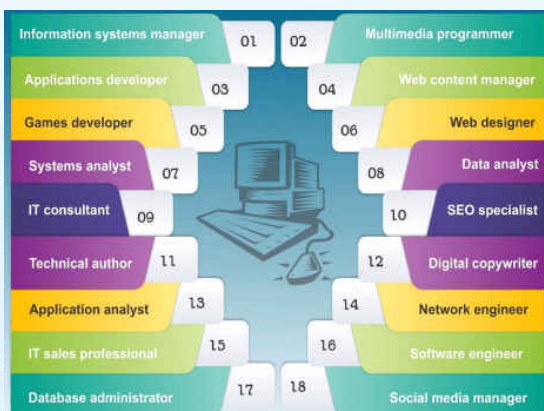 Information systems manager 01
02 Multimedia programmer
Applications developer 03
04 Web content manager
Games developer 05
06 Web designer
Systems analyst 07
08 Data analyst
IT consultant 09
10 SEO specialist
Technical author 11
12 Digital copywriter
Application analyst 13
14 Network engineer
IT sales professional 15
16 Software engineer
Database administrator 17
18 Social media manager